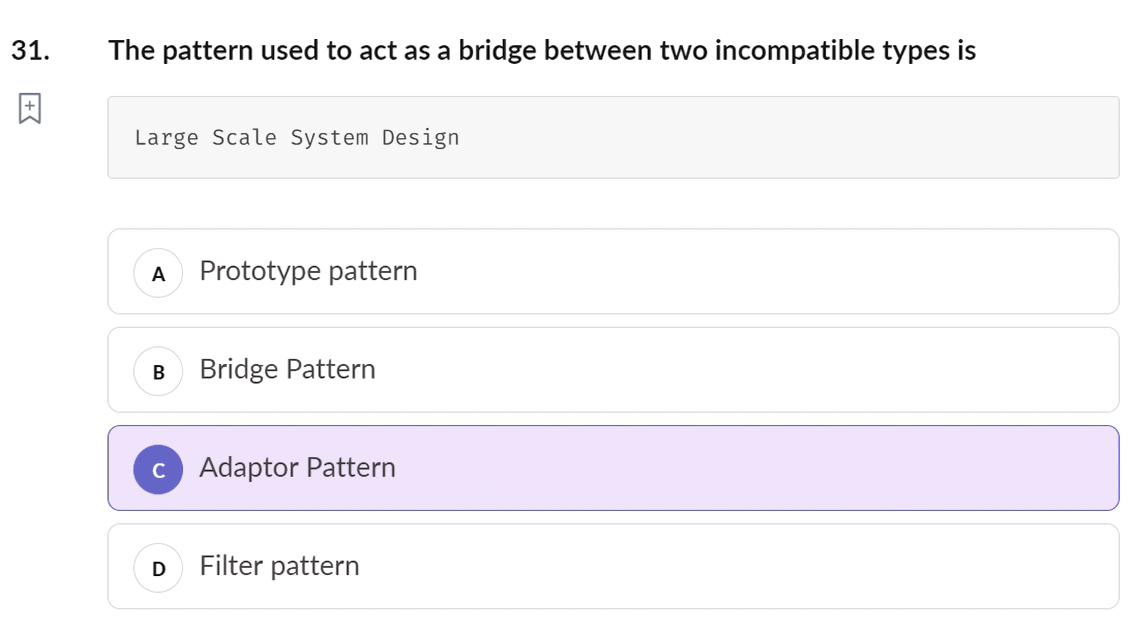 31. The pattern used to act as a bridge between two incompatible types is
Large Scale System Design
A Prototype pattern
B Bridge Pattern
C Adaptor Pattern
D Filter pattern